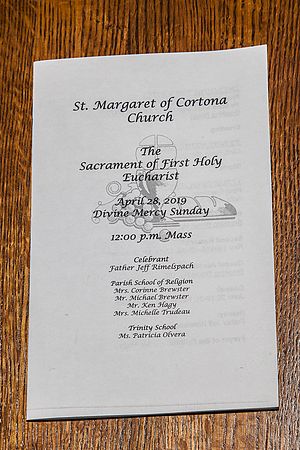 St. Margaret of Cortona
Church
The
Sacrament of First Holy
Eucharist
April 28, 2019
Divine Mercy Sunday
12:00 p.m. Mass
Celebrant
Father Jeff Rimelspach
Parish School of Religion
Mrs. Corinne Brewster
Mr. Michael Brewster
Mr. Ken Hagy
Mrs. Michelle Trudeau
Trinity School
Ms. Patricia Olvera